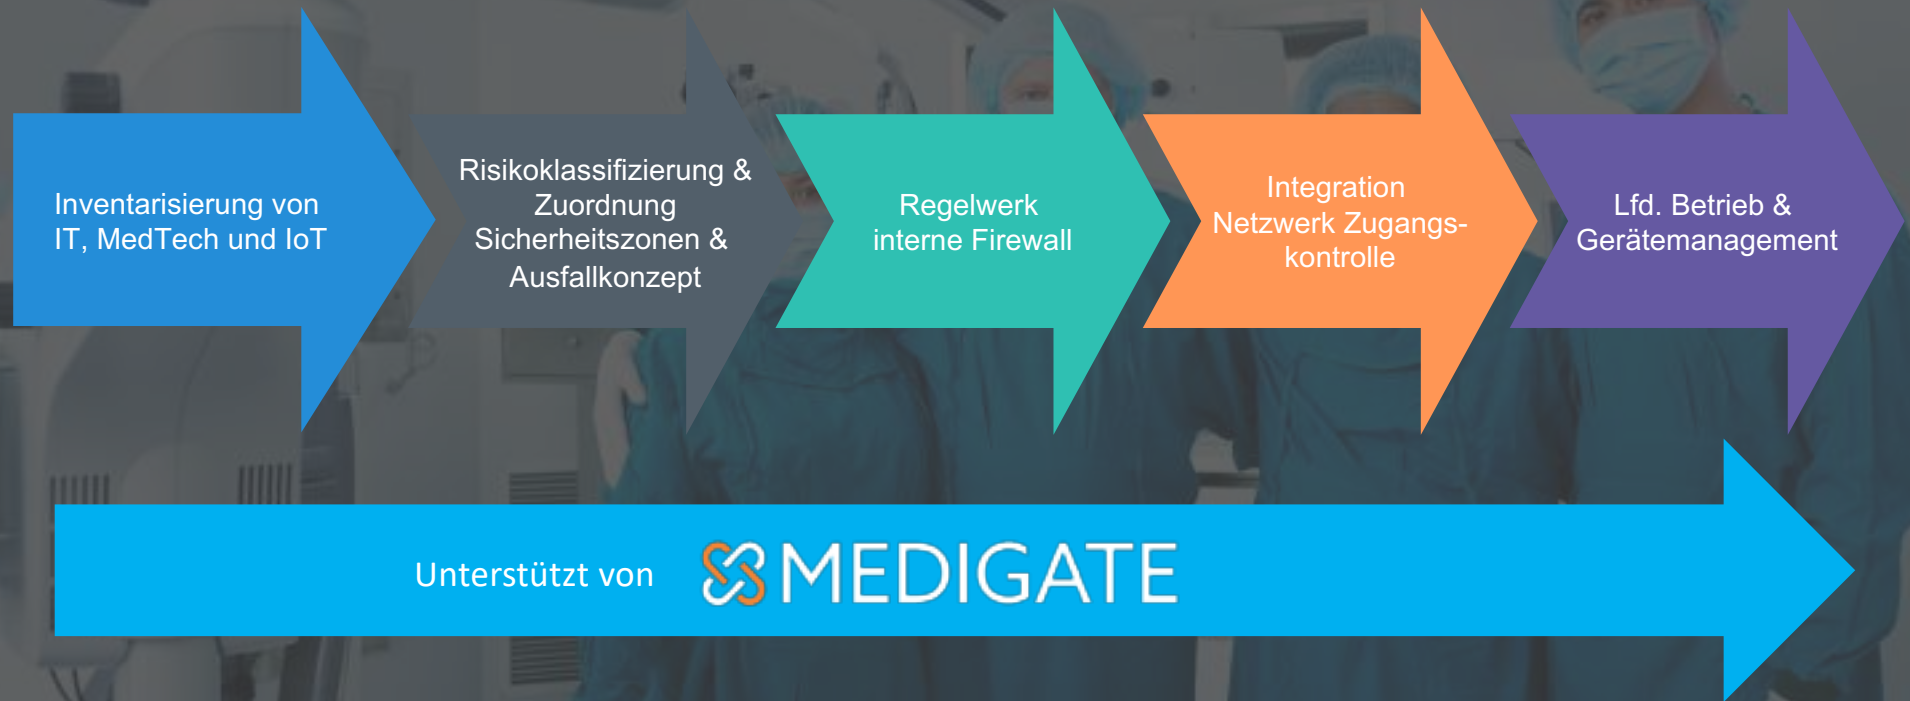 Inventarisierung von
IT, MedTech und IoT
Risikoklassifizierung &
Zuordnung
Sicherheitszonen &
Ausfallkonzept
Regelwerk
interne Firewall
Integration
Netzwerk Zugangs-
kontrolle
Lfd. Betrieb &
Gerätemanagement
Unterstützt von
MEDIGATE